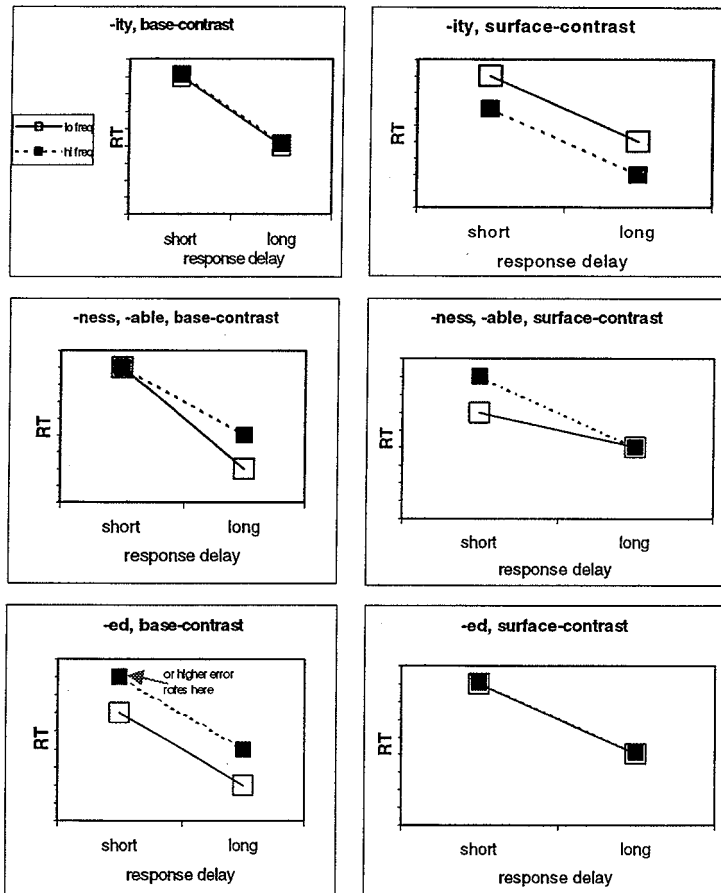 -ity, base-contrast
lo freq
hi freq
RT
short long
response delay
-ity, surface-contrast
RT
short long
response delay
-ness, -able, base-contrast
RT
short long
response delay
-ness, -able, surface-contrast
RT
short long
response delay
-ed, base-contrast
or higher error
rates here
RT
short long
response delay
-ed, surface-contrast
RT
short long
response delay